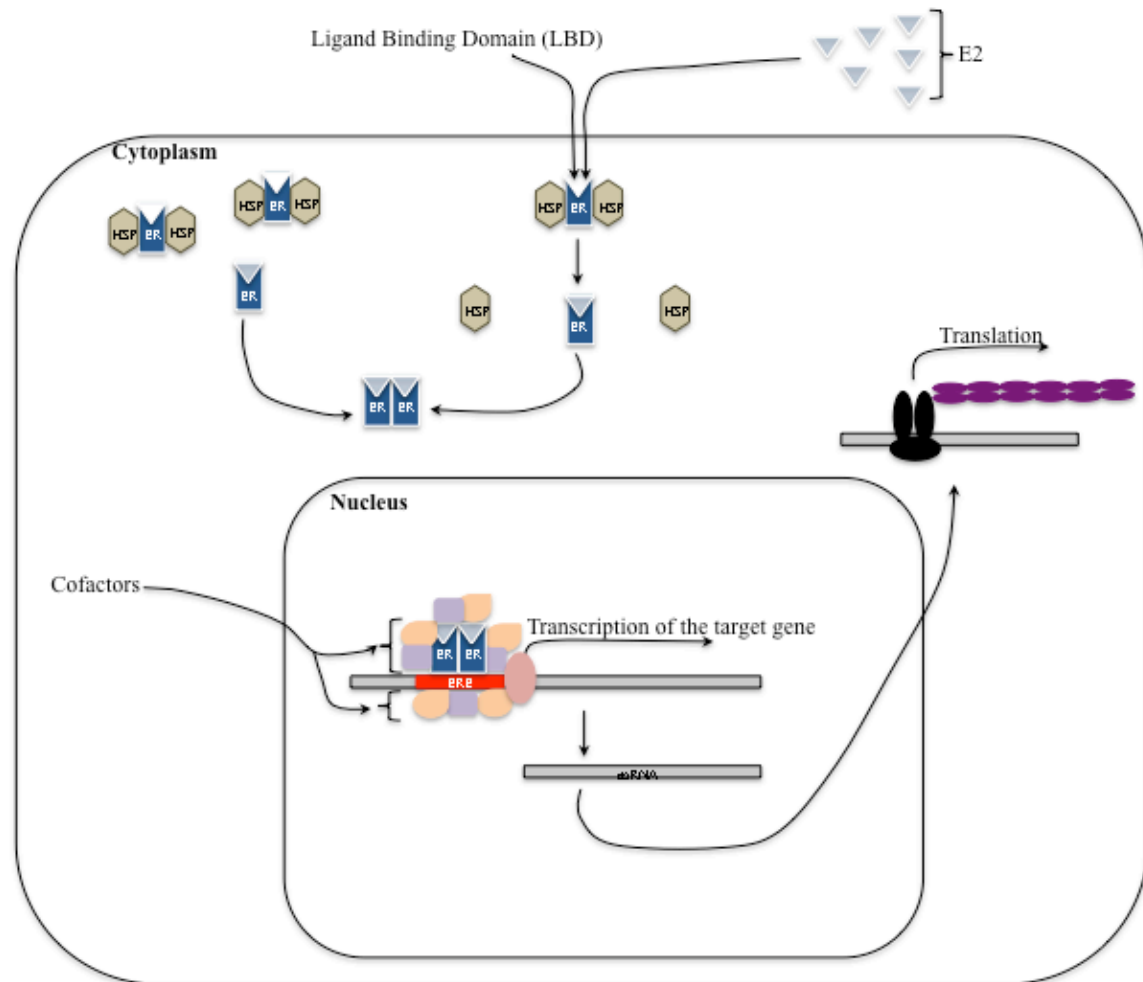 Ligand Binding Domain (LBD)
E2
Cytoplasm
HSP ER HSP
HSP ER HSP
HSP ER HSP
ER
HSP
ER
HSP
ER ER
Translation
Nucleus
Cofactors
Transcription of the target gene
ER ER
ERE